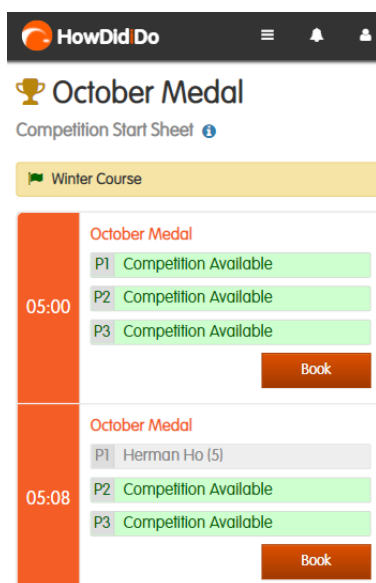 HowDidiDo
October Medal
Competition Start Sheet
Winter Course
05:00
October Medal
P1 Competition Available
P2 Competition Available
P3 Competition Available
Book
05:08
October Medal
P1 Herman Ho (5)
P2 Competition Available
P3 Competition Available
Book